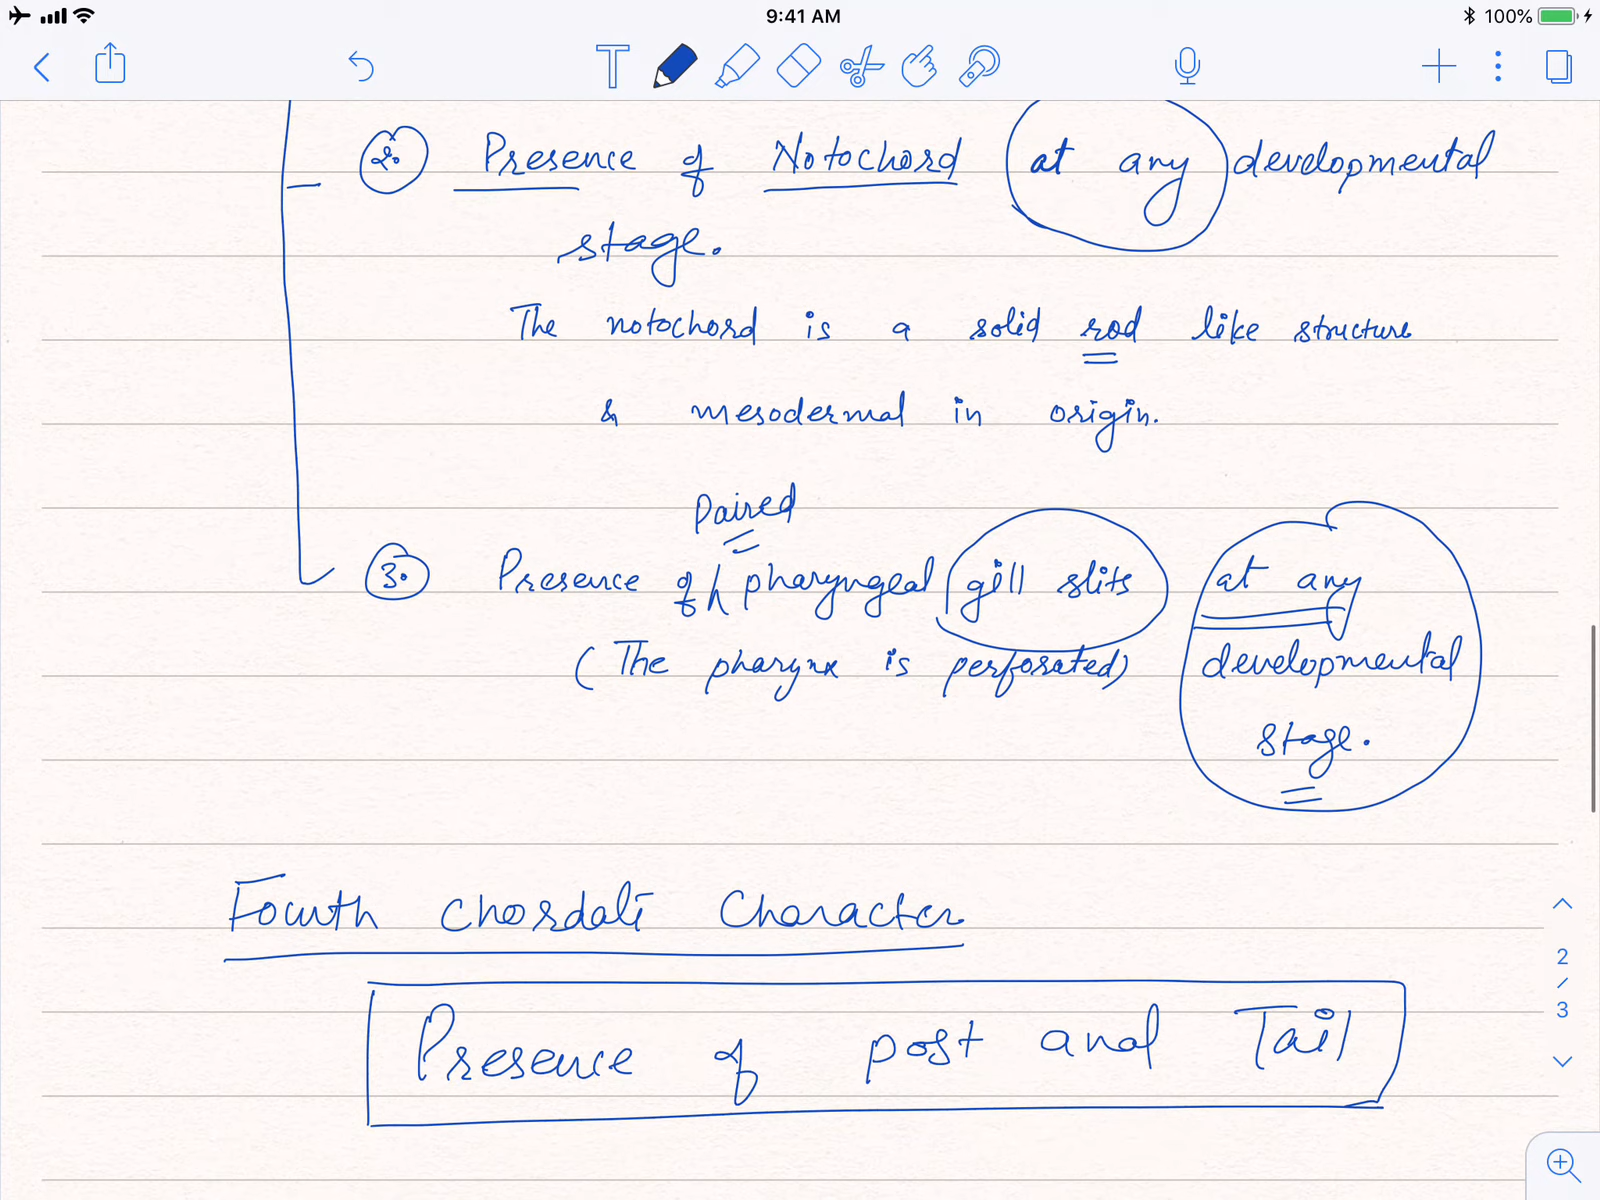 9:41 AM
100%
T
2. Presence of Notochord at any developmental
stage.
The notochord is a solid rod like structure
& mesodermal in origin.
Paired
3. Presence of pharyngeal gill slits at any
(The pharynx is perforated) developmental
stage.
Fourth chordate Character
2
/
3
Presence of post anal Tail